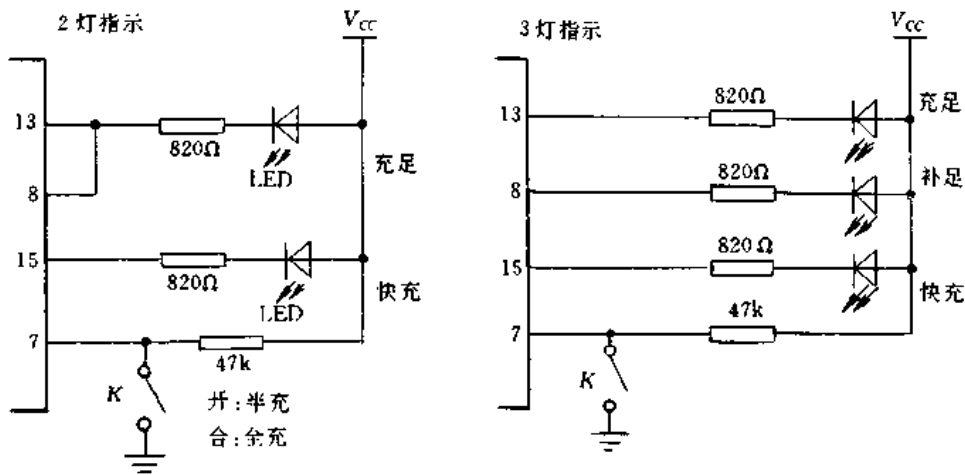 2灯指示
V_CC
13
820Ω
LED
充足
8
15
820Ω
LED
快充
7
47k
K
开:半充
合:全充
3灯指示
V_CC
13
820Ω
充足
8
820Ω
补足
15
820Ω
快充
7
47k
K